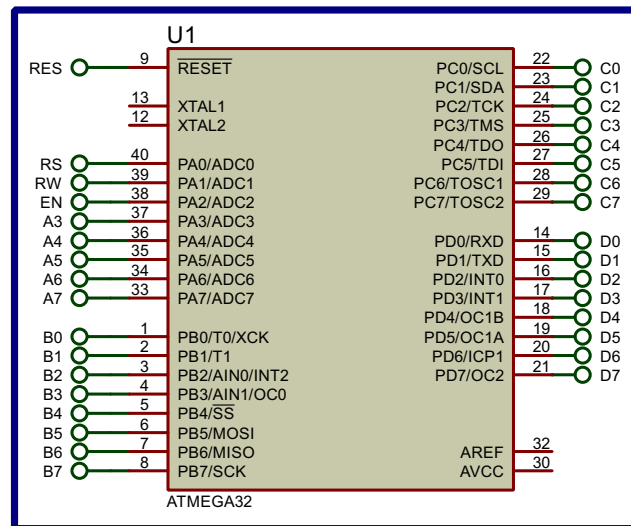 U1
RES 9 RESET PC0/SCL 22 C0
PC1/SDA 23 C1
13 XTAL1 PC2/TCK 24 C2
12 XTAL2 PC3/TMS 25 C3
PC4/TDO 26 C4
RS 40 PA0/ADC0 PC5/TDI 27 C5
RW 39 PA1/ADC1 PC6/TOSC1 28 C6
EN 38 PA2/ADC2 PC7/TOSC2 29 C7
A3 37 PA3/ADC3
A4 36 PA4/ADC4 PD0/RXD 14 D0
A5 35 PA5/ADC5 PD1/TXD 15 D1
A6 34 PA6/ADC6 PD2/INT0 16 D2
A7 33 PA7/ADC7 PD3/INT1 17 D3
PD4/OC1B 18 D4
B0 1 PB0/T0/XCK PD5/OC1A 19 D5
B1 2 PB1/T1 PD6/ICP1 20 D6
B2 3 PB2/AIN0/INT2 PD7/OC2 21 D7
B3 4 PB3/AIN1/OC0
B4 5 PB4/SS
B5 6 PB5/MOSI
B6 7 PB6/MISO AREF 32
B7 8 PB7/SCK AVCC 30
ATMEGA32